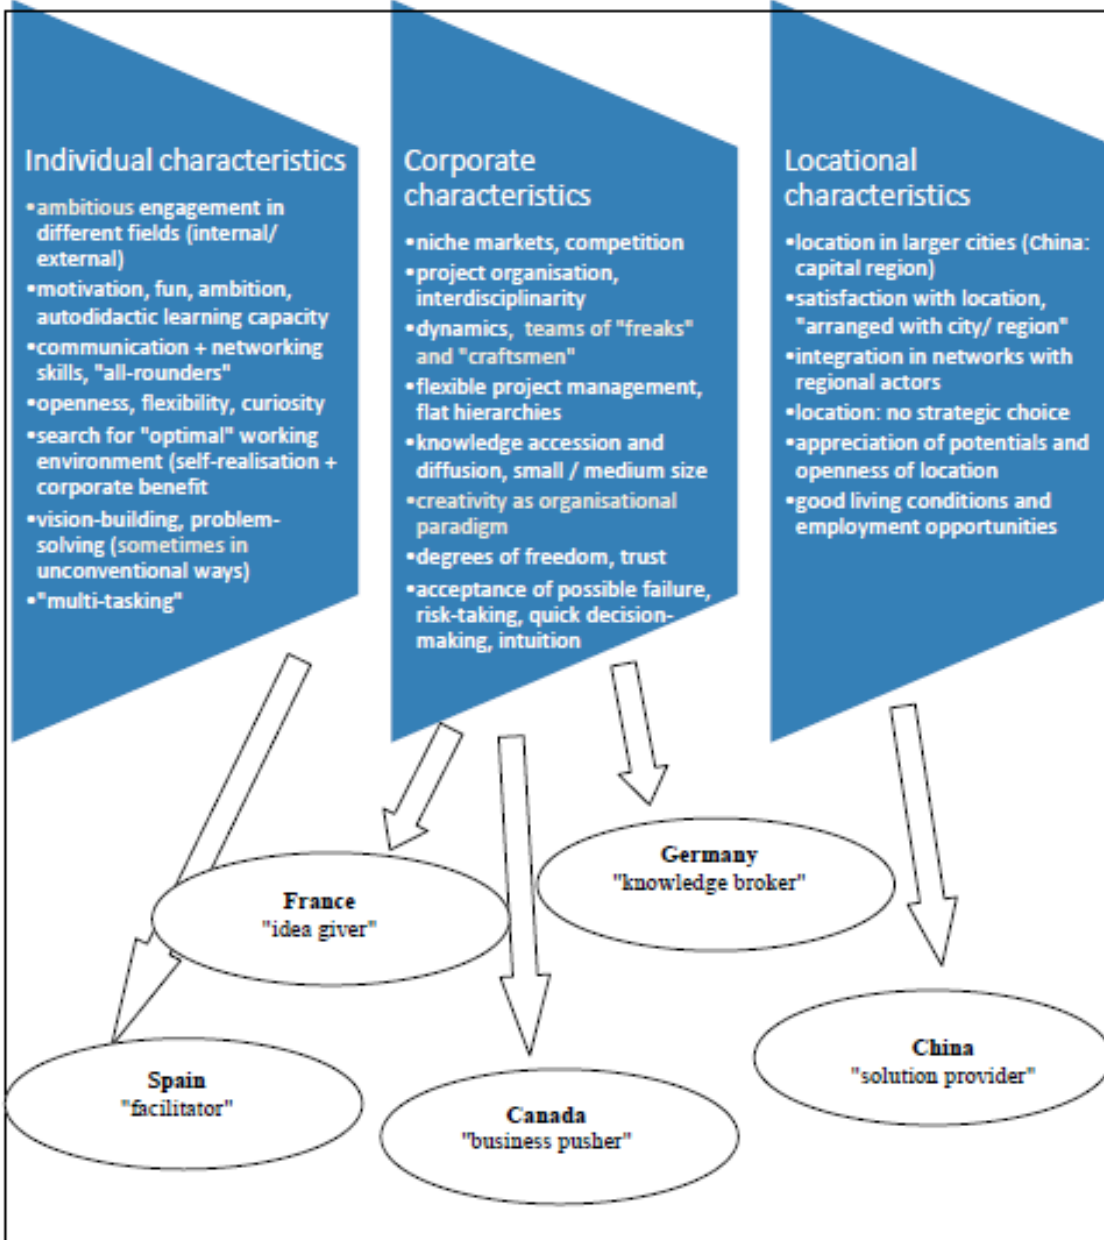 Individual characteristics
•ambitious engagement in
different fields (internal/
external)
•motivation, fun, ambition,
autodidactic learning capacity
•communication + networking
skills, "all-rounders"
•openness, flexibility, curiosity
•search for "optimal" working
environment (self-realisation +
corporate benefit
•vision-building, problem-
solving (sometimes in
unconventional ways)
•"multi-tasking"
Corporate
characteristics
•niche markets, competition
•project organisation,
interdisciplinarity
•dynamics, teams of "freaks"
and "craftsmen"
•flexible project management,
flat hierarchies
•knowledge accession and
diffusion, small / medium size
•creativity as organisational
paradigm
•degrees of freedom, trust
•acceptance of possible failure,
risk-taking, quick decision-
making, intuition
Locational
characteristics
•location in larger cities (China:
capital region)
•satisfaction with location,
"arranged with city/ region"
•integration in networks with
regional actors
•location: no strategic choice
•appreciation of potentials and
openness of location
•good living conditions and
employment opportunities
Germany
"knowledge broker"
France
"idea giver"
China
"solution provider"
Spain
"facilitator"
Canada
"business pusher"